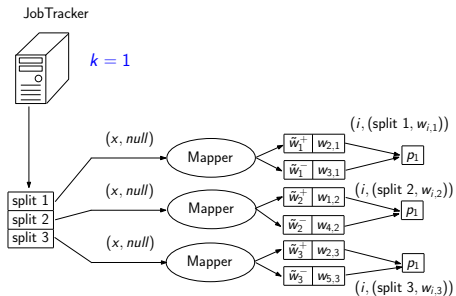 JobTracker
k = 1
(i, (split 1, w_{i,1}))
(x, null)
Mapper
w̃_1^+ w_{2,1}
w̃_1^- w_{3,1}
p_1
split 1
split 2
split 3
(x, null)
Mapper
w̃_2^+ w_{1,2}
w̃_2^- w_{4,2}
(i, (split 2, w_{i,2}))
p_1
(x, null)
Mapper
w̃_3^+ w_{2,3}
w̃_3^- w_{5,3}
p_1
(i, (split 3, w_{i,3}))